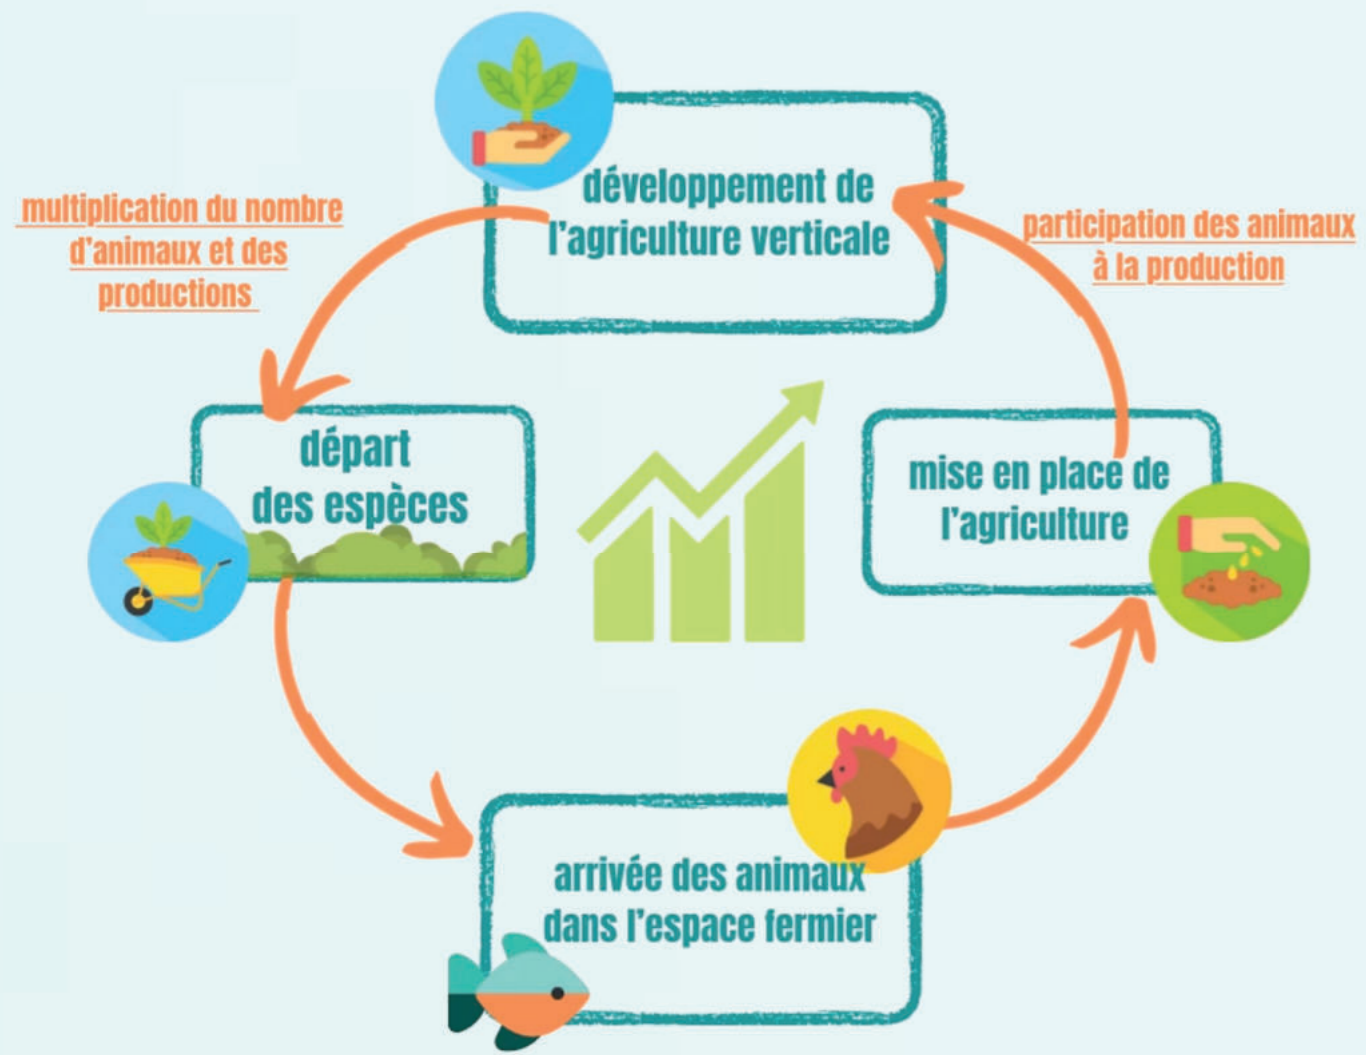 développement de
l'agriculture verticale
multiplication du nombre
d'animaux et des
productions
participation des animaux
à la production
départ
des espèces
mise en place de
l'agriculture
arrivée des animaux
dans l'espace fermier